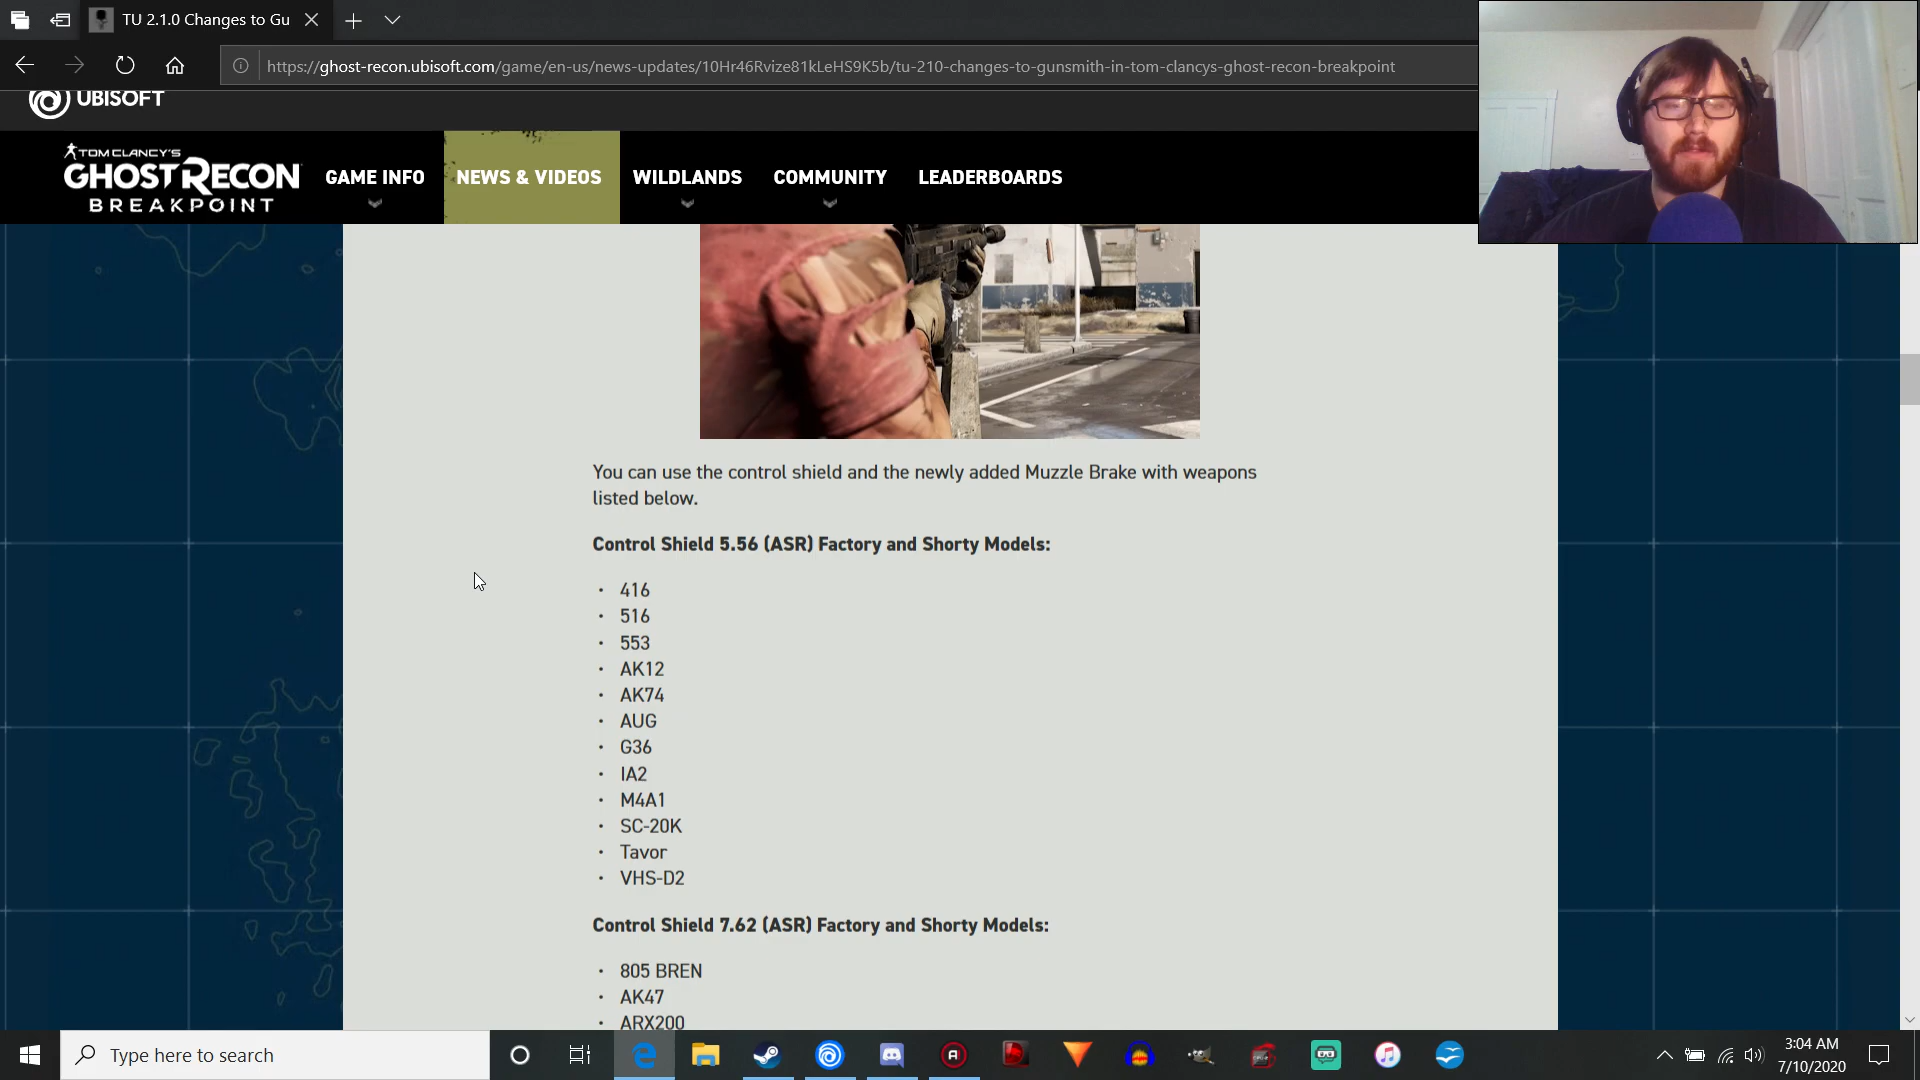 TU 2.1.0 Changes to Gu
https://ghost-recon.ubisoft.com/game/en-us/news-updates/10Hr46Rvize81kLeHS9K5b/tu-210-changes-to-gunsmith-in-tom-clancys-ghost-recon-breakpoint
UBISOFT
TOM CLANCY'S
GHOST RECON
BREAKPOINT
GAME INFO
NEWS & VIDEOS
WILDLANDS
COMMUNITY
LEADERBOARDS
You can use the control shield and the newly added Muzzle Brake with weapons
listed below.
Control Shield 5.56 (ASR) Factory and Shorty Models:
• 416
• 516
• 553
• AK12
• AK74
• AUG
• G36
• IA2
• M4A1
• SC-20K
• Tavor
• VHS-D2
Control Shield 7.62 (ASR) Factory and Shorty Models:
• 805 BREN
• AK47
• ARX200
Type here to search
3:04 AM
7/10/2020